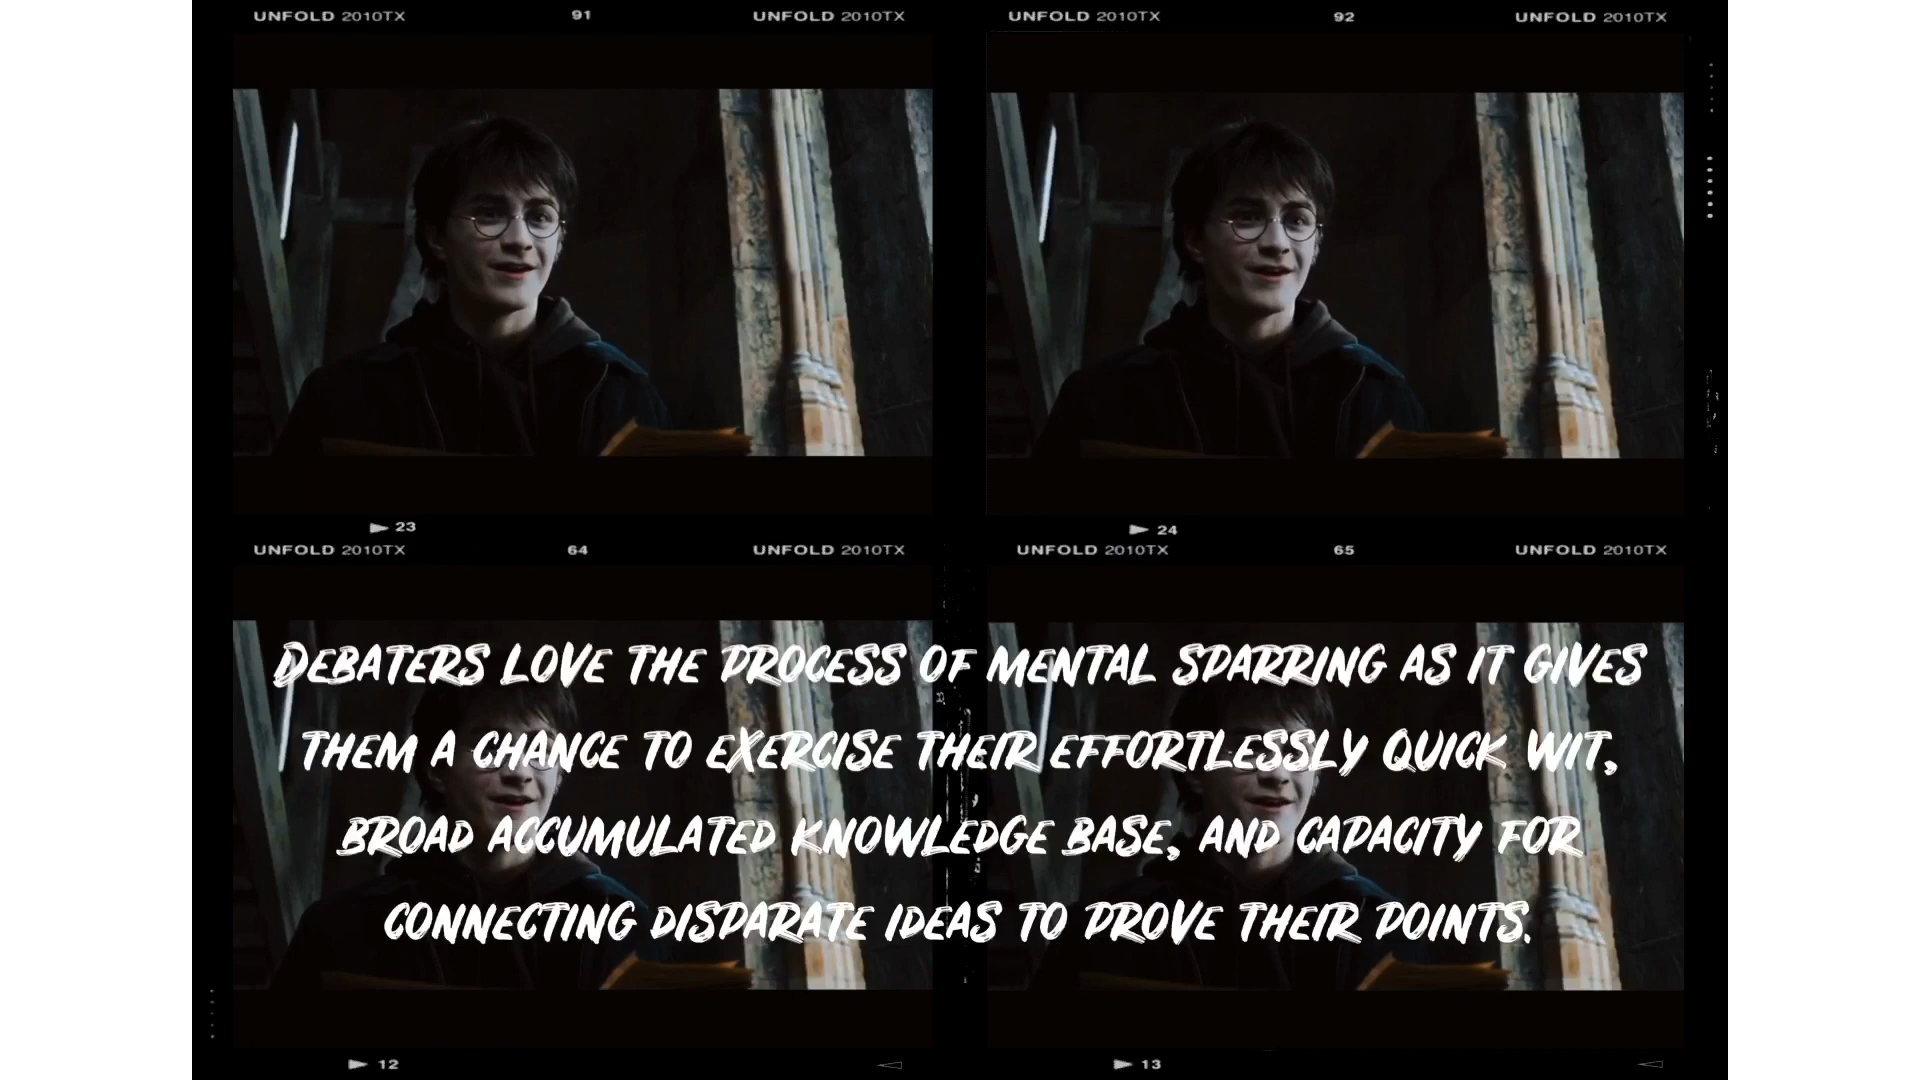 UNFOLD 2010TX 91 UNFOLD 2010TX
UNFOLD 2010TX 92 UNFOLD 2010TX
23
24
UNFOLD 2010TX 64 UNFOLD 2010TX
UNFOLD 2010TX 65 UNFOLD 2010TX
DEBATERS LOVE THE PROCESS OF MENTAL SPARRING AS IT GIVES
THEM A CHANCE TO EXERCISE THEIR EFFORTLESSLY QUICK WIT,
BROAD ACCUMULATED KNOWLEDGE BASE, AND CAPACITY FOR
CONNECTING DISPARATE IDEAS TO PROVE THEIR POINTS.
12
13